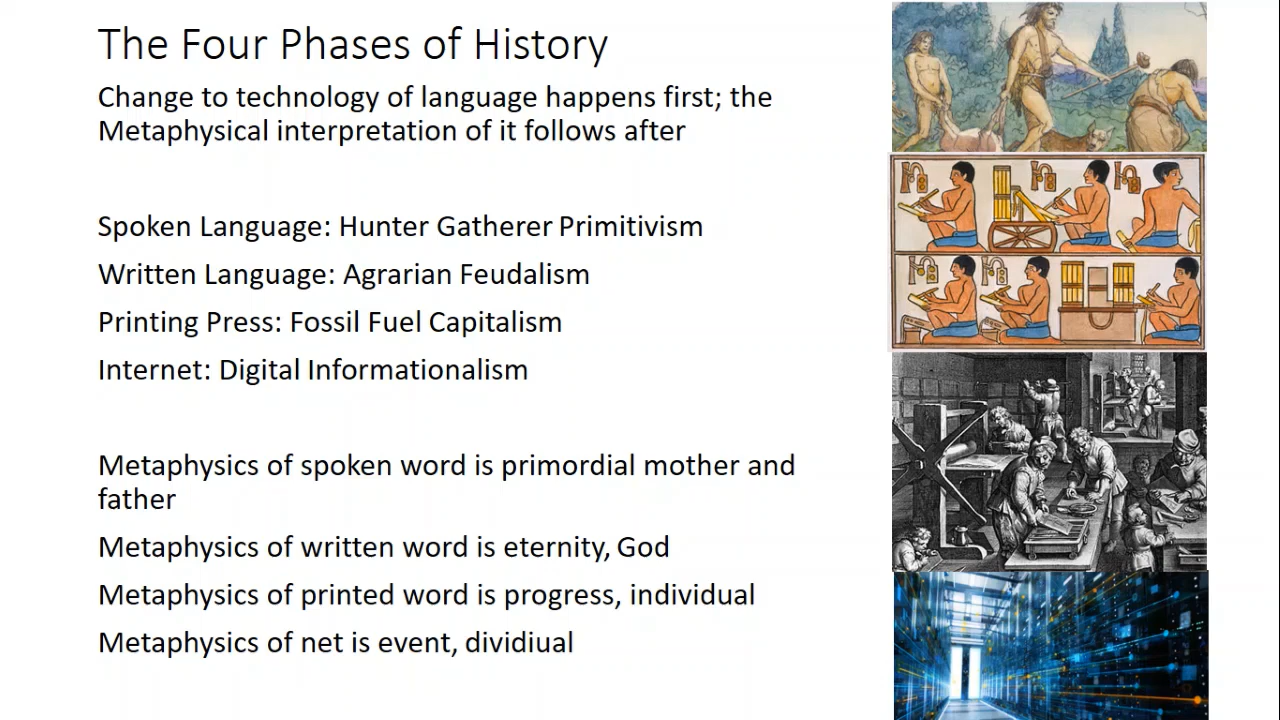 The Four Phases of History
Change to technology of language happens first; the
Metaphysical interpretation of it follows after
Spoken Language: Hunter Gatherer Primitivism
Written Language: Agrarian Feudalism
Printing Press: Fossil Fuel Capitalism
Internet: Digital Informationalism
Metaphysics of spoken word is primordial mother and
father
Metaphysics of written word is eternity, God
Metaphysics of printed word is progress, individual
Metaphysics of net is event, dividiual